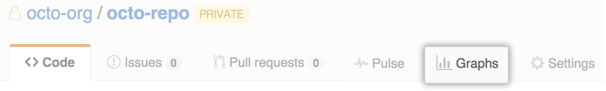 octo-org / octo-repo PRIVATE
<> Code Issues 0 Pull requests 0 Pulse Graphs Settings